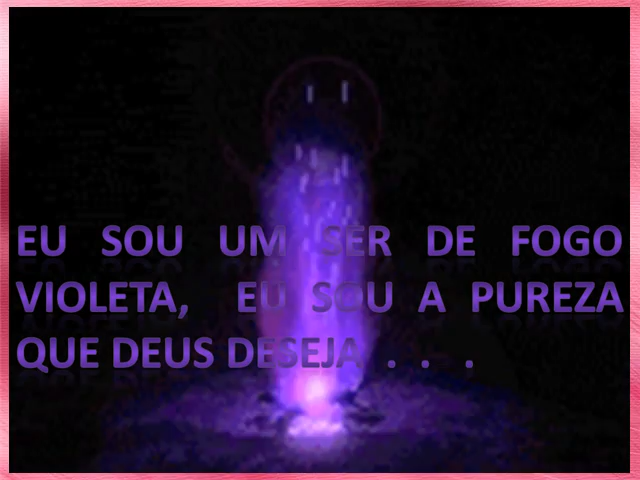 EU SOU UM SER DE FOGO
VIOLETA, EU SOU A PUREZA
QUE DEUS DESEJA . . .